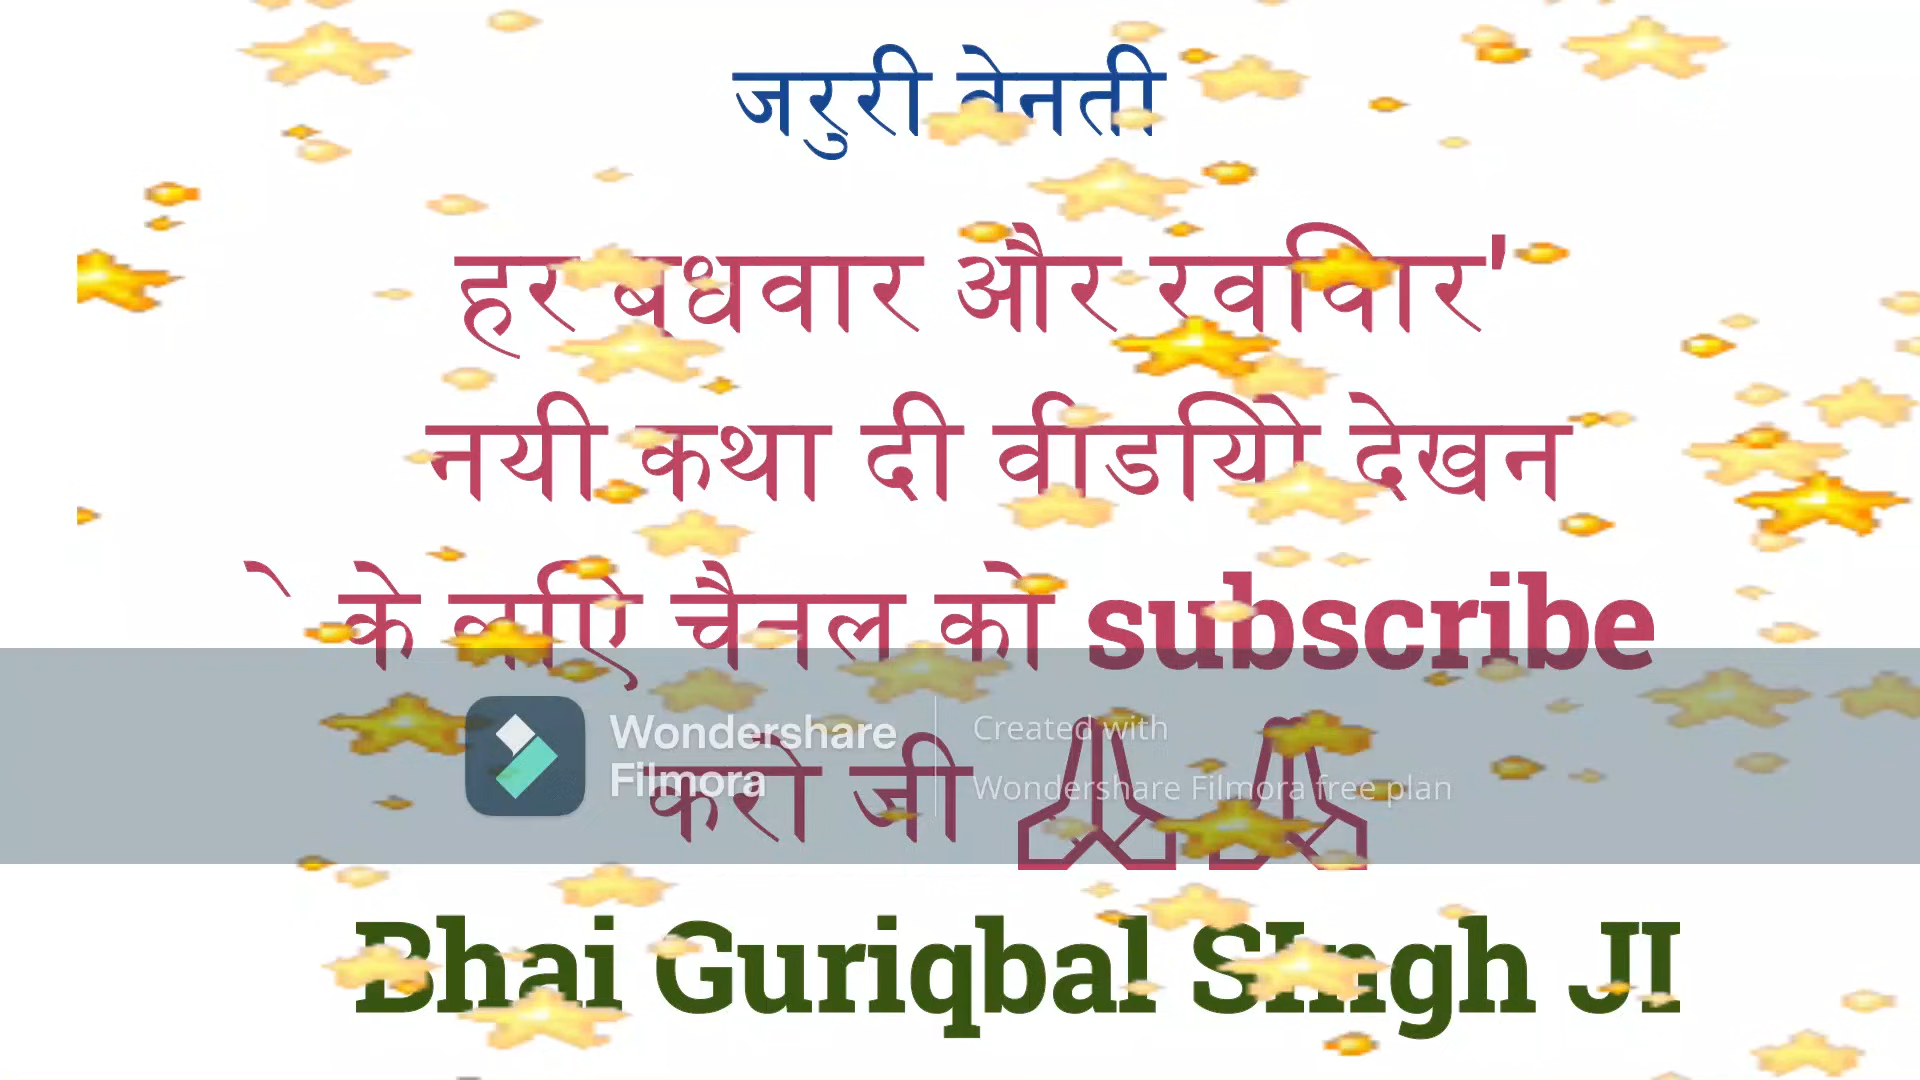 जरुरी बेनती
हर बुधवार और रविवार'
नयी कथा दी वीडियो देखन
े के लिए चैनल को subscribe
करो जी 🙏 🙏
Wondershare Filmora
Created with
Wondershare Filmora free plan
Bhai Guriqbal SIngh JI